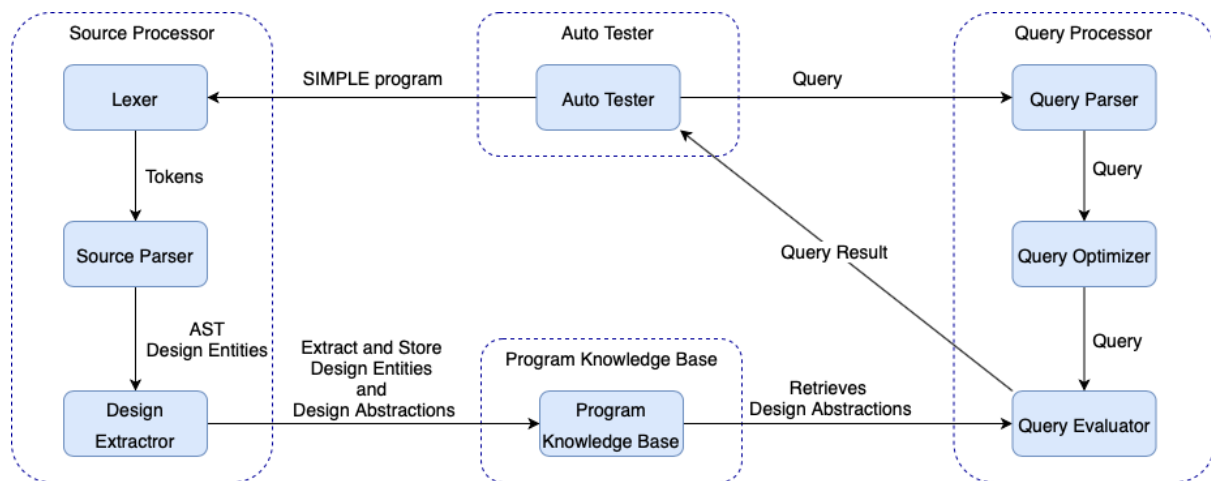 Source Processor
Auto Tester
Query Processor
Lexer
SIMPLE program
Auto Tester
Query
Query Parser
Tokens
Query
Source Parser
Query Result
Query Optimizer
AST
Design Entities
Query
Extract and Store
Design Entities
and
Design Abstractions
Program Knowledge Base
Retrieves
Design Abstractions
Design
Extractror
Program
Knowledge Base
Query Evaluator